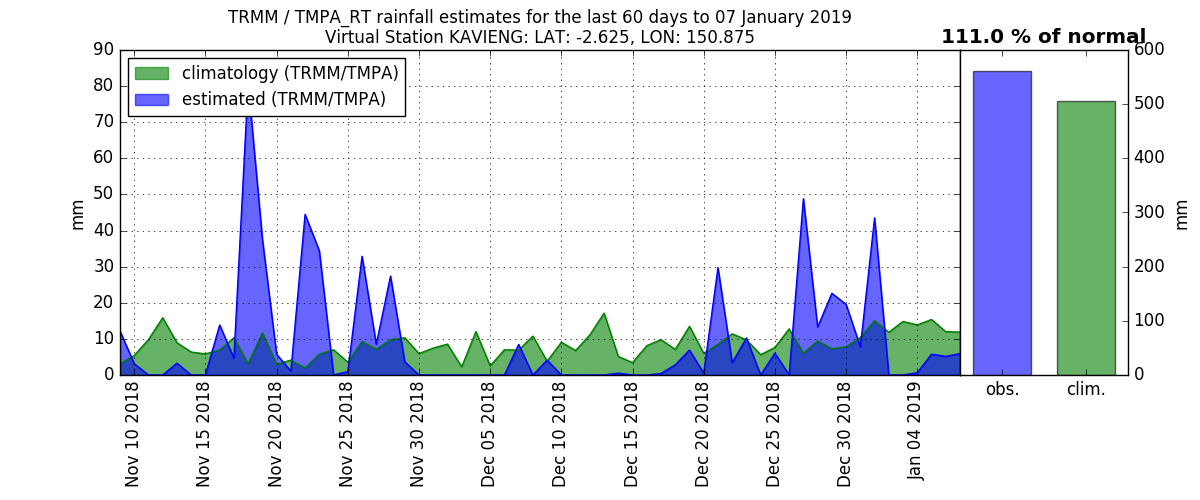 TRMM / TMPA_RT rainfall estimates for the last 60 days to 07 January 2019
Virtual Station KAVIENG: LAT: -2.625, LON: 150.875
111.0 % of normal
climatology (TRMM/TMPA)
estimated (TRMM/TMPA)
90
80
70
60
50
40
30
20
10
0
mm
Nov 10 2018
Nov 15 2018
Nov 20 2018
Nov 25 2018
Nov 30 2018
Dec 05 2018
Dec 10 2018
Dec 15 2018
Dec 20 2018
Dec 25 2018
Dec 30 2018
Jan 04 2019
600
500
400
300
200
100
0
mm
obs.
clim.